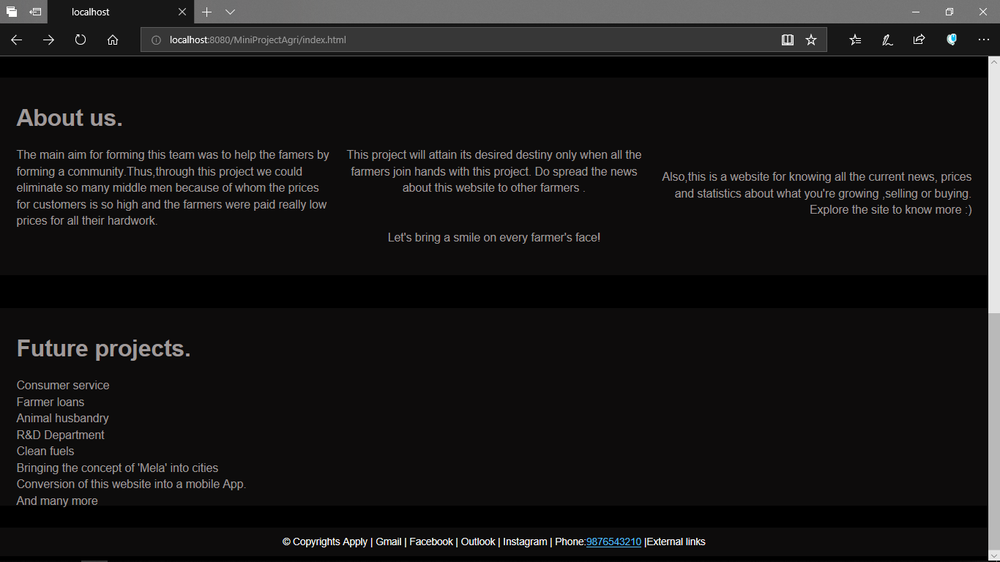 localhost
localhost:8080/MiniProjectAgri/index.html
About us.
The main aim for forming this team was to help the famers by
forming a community.Thus,through this project we could
eliminate so many middle men because of whom the prices
for customers is so high and the farmers were paid really low
prices for all their hardwork.
This project will attain its desired destiny only when all the
farmers join hands with this project. Do spread the news
about this website to other farmers .
Let's bring a smile on every farmer's face!
Also,this is a website for knowing all the current news, prices
and statistics about what you're growing ,selling or buying.
Explore the site to know more :)
Future projects.
Consumer service
Farmer loans
Animal husbandry
R&D Department
Clean fuels
Bringing the concept of 'Mela' into cities
Conversion of this website into a mobile App.
And many more
© Copyrights Apply | Gmail | Facebook | Outlook | Instagram | Phone:9876543210 |External links